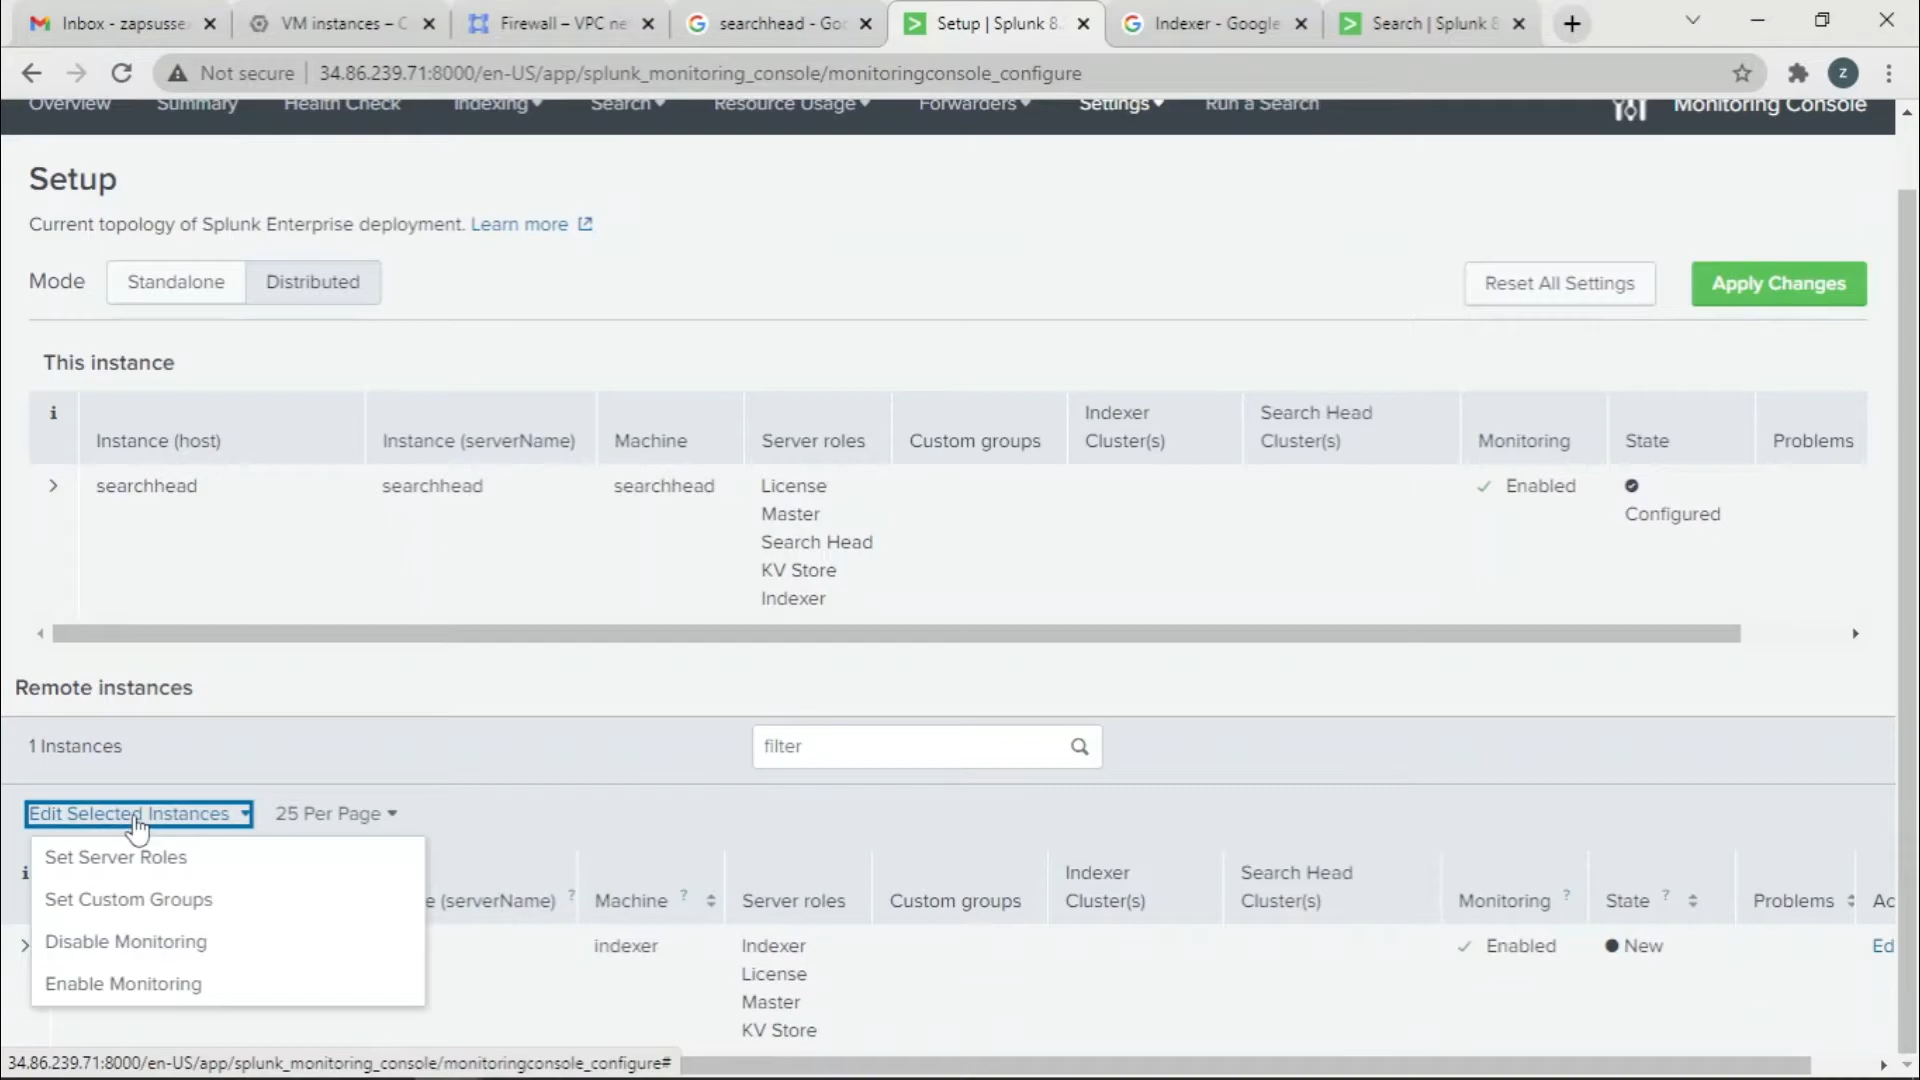 Inbox - zapsusse
VM instances – C
Firewall – VPC ne
searchhead - Goo
Setup | Splunk 8.
Indexer - Google
Search | Splunk 8
Not secure
34.86.239.71:8000/en-US/app/splunk_monitoring_console/monitoringconsole_configure
z
Overview
Summary
Health Check
Indexing
Search
Resource Usage
Forwarders
Settings
Run a Search
Monitoring Console
Setup
Current topology of Splunk Enterprise deployment. Learn more
Mode
Standalone
Distributed
Reset All Settings
Apply Changes
This instance
i
Instance (host)
Instance (serverName)
Machine
Server roles
Custom groups
Indexer
Cluster(s)
Search Head
Cluster(s)
Monitoring
State
Problems
searchhead
searchhead
searchhead
License
Master
Search Head
KV Store
Indexer
Enabled
Configured
Remote instances
1 Instances
filter
Edit Selected Instances
25 Per Page
Set Server Roles
Set Custom Groups
Disable Monitoring
Enable Monitoring
i
e (serverName) ?
Machine ?
Server roles
Custom groups
Indexer
Cluster(s)
Search Head
Cluster(s)
Monitoring ?
State ?
Problems
Ac
indexer
Indexer
License
Master
KV Store
Enabled
New
Ed
34.86.239.71:8000/en-US/app/splunk_monitoring_console/monitoringconsole_configure#